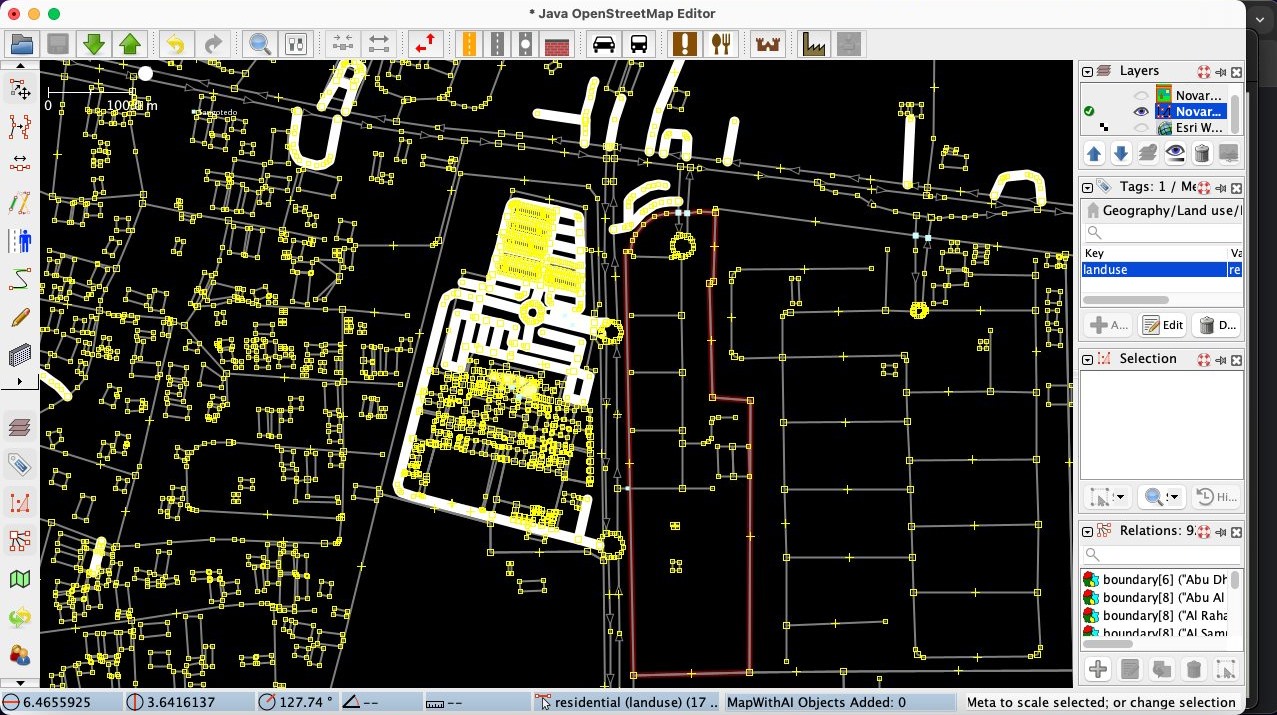 * Java OpenStreetMap Editor
0
100.0 m
Sangotedo
Layers
Novar...
Novar...
Esri W...
Tags: 1 / Me
Geography/Land use/
Key
Va
landuse
re
A...
Edit
D...
Selection
Hi...
Relations: 9
boundary[6] ("Abu Dh
boundary[8] ("Abu Al
boundary[8] ("Al Raha
boundary[8] ("Al Sam
6.4655925
3.6416137
127.74 °
--
--
residential (landuse) (17 ..
MapWithAI Objects Added: 0
Meta to scale selected; or change selection